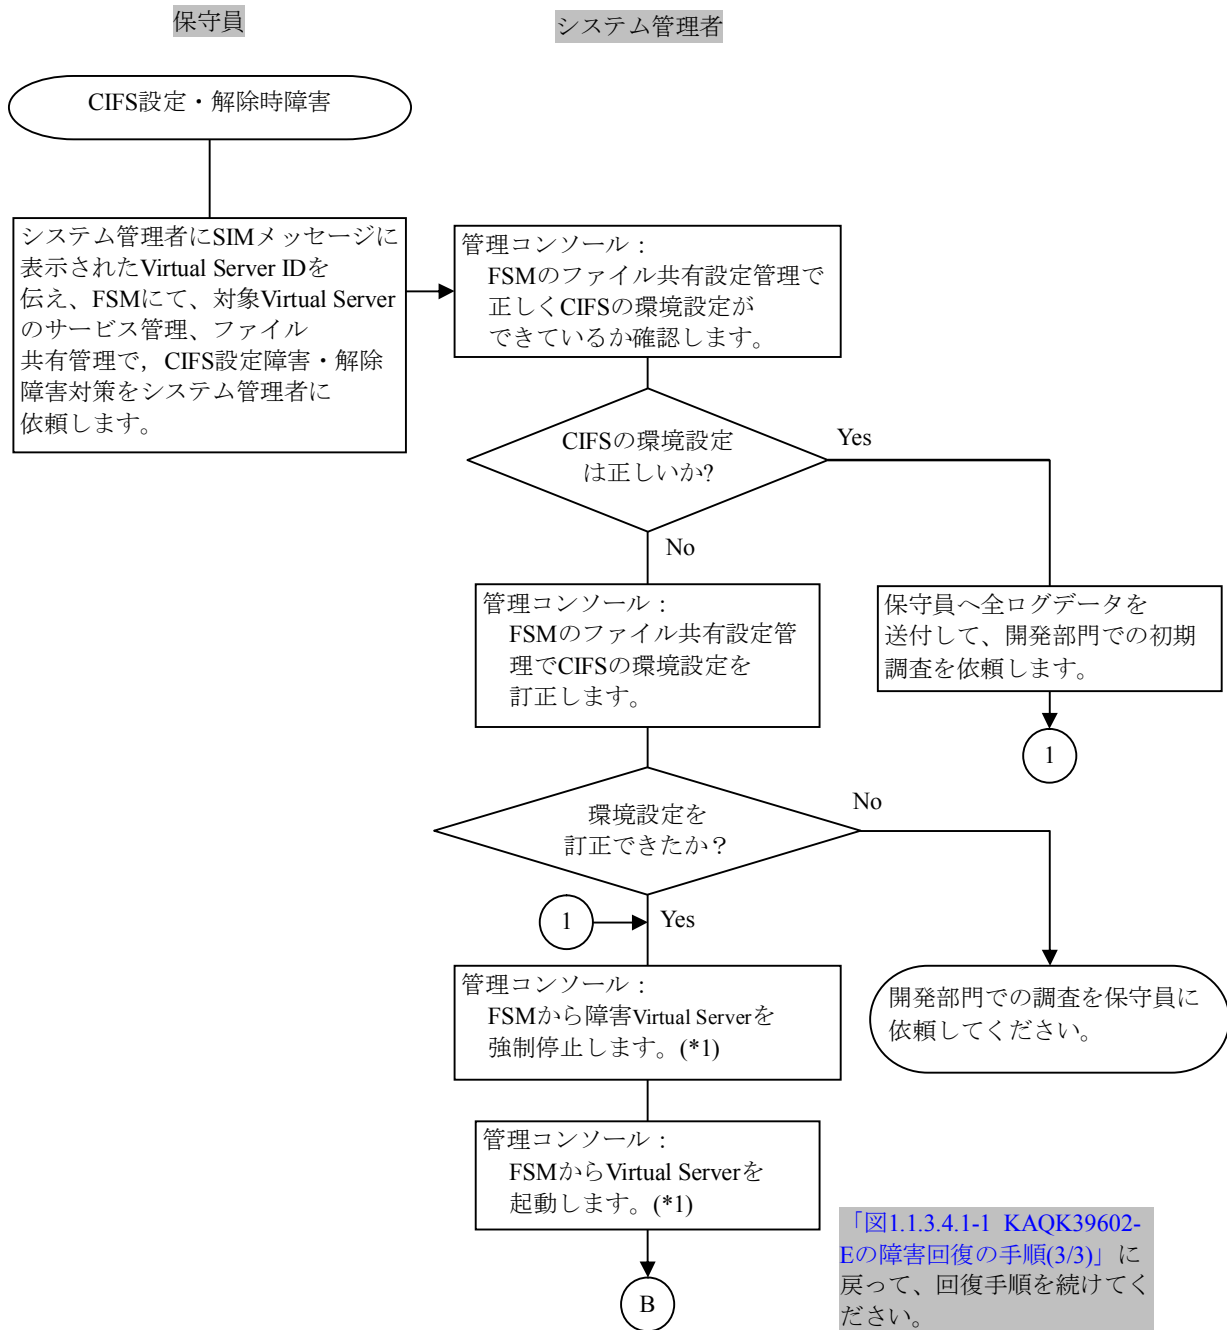 保守員
システム管理者
CIFS設定・解除時障害
システム管理者にSIMメッセージに
表示されたVirtual Server IDを
伝え、FSMにて、対象Virtual Server
のサービス管理、ファイル
共有管理で，CIFS設定障害・解除
障害対策をシステム管理者に
依頼します。
管理コンソール：
FSMのファイル共有設定管理で
正しくCIFSの環境設定が
できているか確認します。
CIFSの環境設定
は正しいか?
Yes
No
管理コンソール：
FSMのファイル共有設定管
理でCIFSの環境設定を
訂正します。
保守員へ全ログデータを
送付して、開発部門での初期
調査を依頼します。
1
環境設定を
訂正できたか？
No
1
Yes
管理コンソール：
FSMから障害Virtual Serverを
強制停止します。(*1)
開発部門での調査を保守員に
依頼してください。
管理コンソール：
FSMからVirtual Serverを
起動します。(*1)
B
「図1.1.3.4.1-1 KAQK39602-
Eの障害回復の手順(3/3)」に
戻って、回復手順を続けてく
ださい。